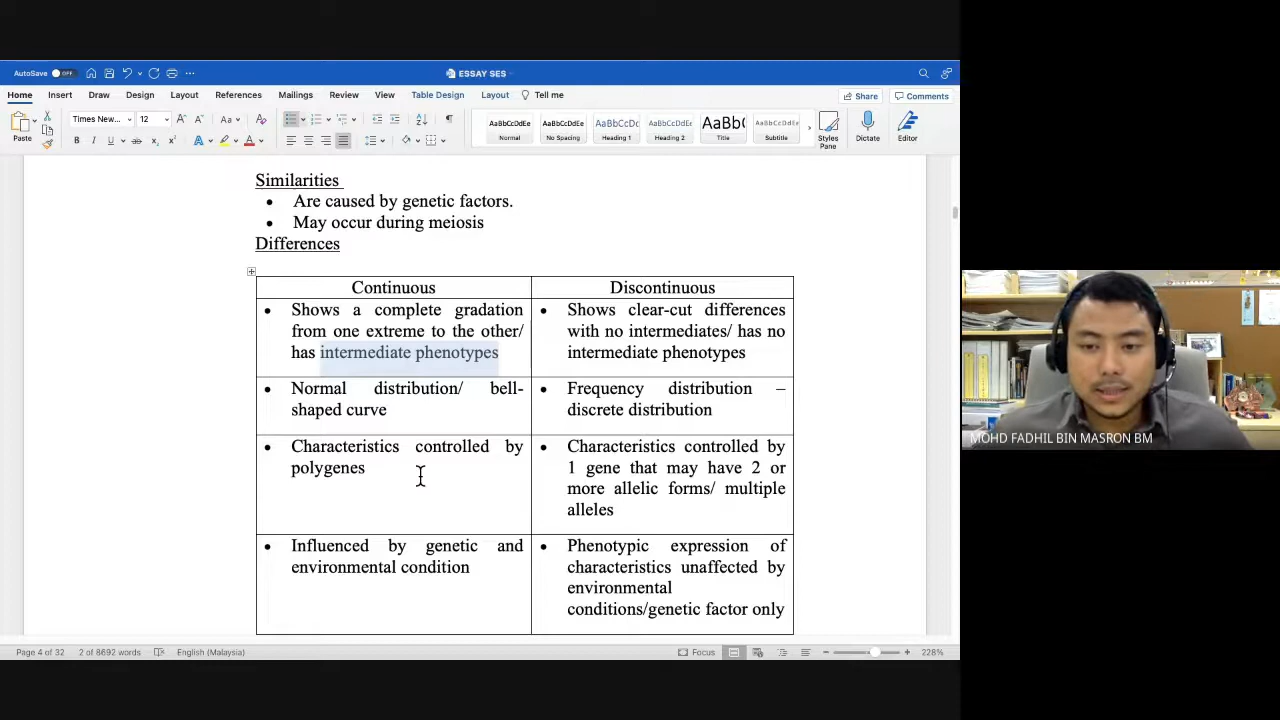 AutoSave OFF
ESSAY SES
Home Insert Draw Design Layout References Mailings Review View Table Design Layout Tell me
Share Comments
Paste
Times New... 12
Aa
AaBbCcDdEe AaBbCcDdEe AaBbCcDc AaBbCcDdEe AaBb( AaBbCcDdEe
Normal No Spacing Heading 1 Heading 2 Title Subtitle
Styles Pane
Dictate
Editor
Similarities
• Are caused by genetic factors.
• May occur during meiosis
Differences
Continuous Discontinuous
• Shows a complete gradation
from one extreme to the other/
has intermediate phenotypes
• Shows clear-cut differences
with no intermediates/ has no
intermediate phenotypes
• Normal distribution/ bell-
shaped curve
• Frequency distribution –
discrete distribution
• Characteristics controlled by
polygenes
• Characteristics controlled by
1 gene that may have 2 or
more allelic forms/ multiple
alleles
• Influenced by genetic and
environmental condition
• Phenotypic expression of
characteristics unaffected by
environmental
conditions/genetic factor only
Page 4 of 32 2 of 8692 words English (Malaysia) Focus 228%
MOHD FADHIL BIN MASRON BM